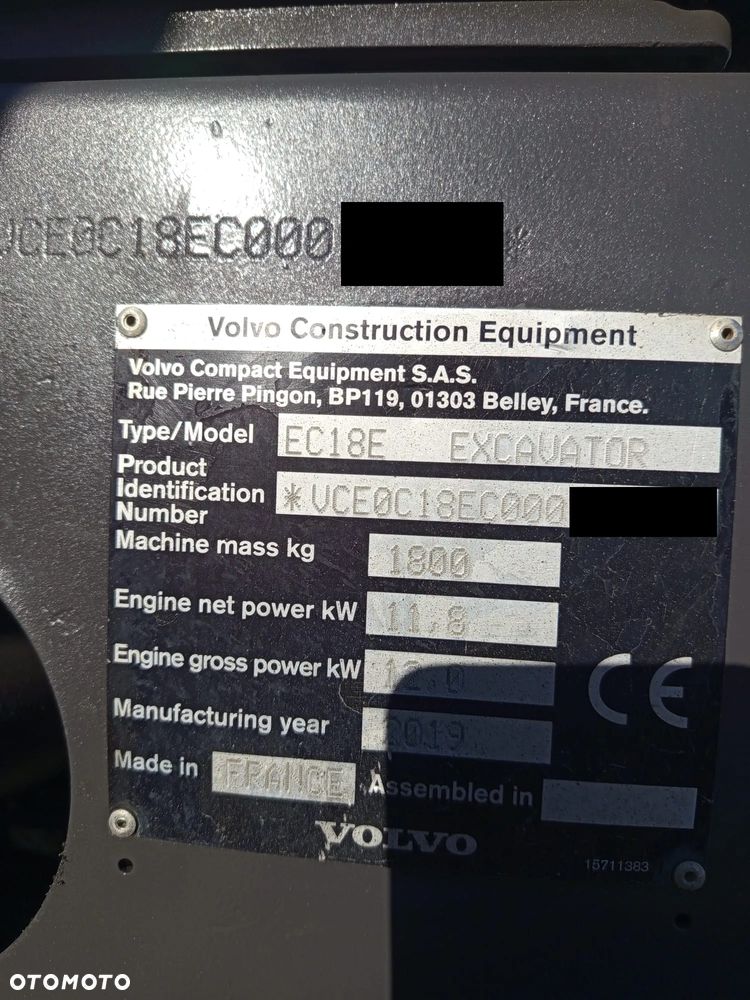 VCE0C18EC000 *
Volvo Construction Equipment
Volvo Compact Equipment S.A.S.
Rue Pierre Pingon, BP119, 01303 Belley, France.
Type/Model EC18E EXCAVATOR
Product
Identification
Number *VCE0C18EC000
Machine mass kg 1800
Engine net power kW 11,8
Engine gross power kW 12,0
Manufacturing year 2019
Made in FRANCE Assembled in
CE
VOLVO
15711383
OTOMOTO